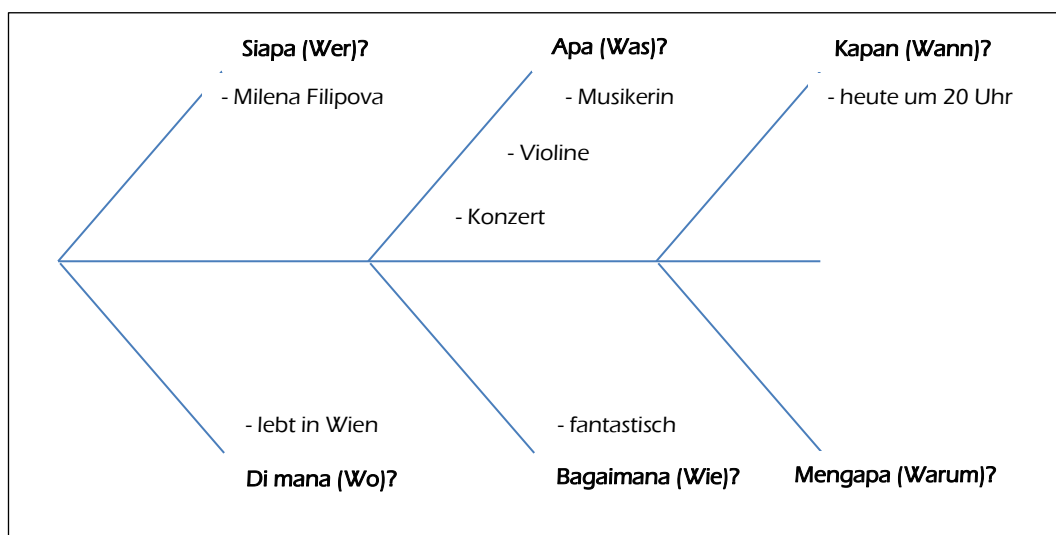 Siapa (Wer)?
Apa (Was)?
Kapan (Wann)?
- Milena Filipova
- Musikerin
- heute um 20 Uhr
- Violine
- Konzert
- lebt in Wien
- fantastisch
Di mana (Wo)?
Bagaimana (Wie)?
Mengapa (Warum)?